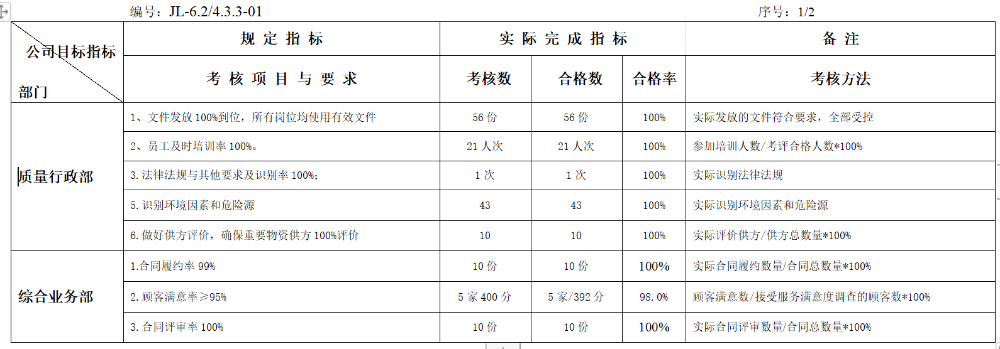 编号：JL-6.2/4.3.3-01 序号：1/2
公司目标指标 规 定 指 标 实 际 完 成 指 标 备 注
部门 考 核 项 目 与 要 求 考核数 合格数 合格率 考核方法
质量行政部
1、文件发放 100%到位，所有岗位均使用有效文件 56 份 56 份 100% 实际发放的文件符合要求，全部受控
2、员工及时培训率 100%。 21 人次 21 人次 100% 参加培训人数/考评合格人数*100%
3.法律法规与其他要求及识别率 100%； 1 次 1 次 100% 实际识别法律法规
5.识别环境因素和危险源 43 43 100% 实际识别环境因素和危险源
6.做好供方评价，确保重要物资供方 100%评价 10 10 100% 实际评价供方/供方总数量*100%
综合业务部
1.合同履约率 99% 10 份 10 份 100% 实际合同履约数量/合同总数量*100%
2.顾客满意率≥95% 5 家 400 分 5 家/392 分 98.0% 顾客满意数/接受服务满意度调查的顾客数*100%
3.合同评审率 100% 10 份 10 份 100% 实际合同评审数量/合同总数量*100%